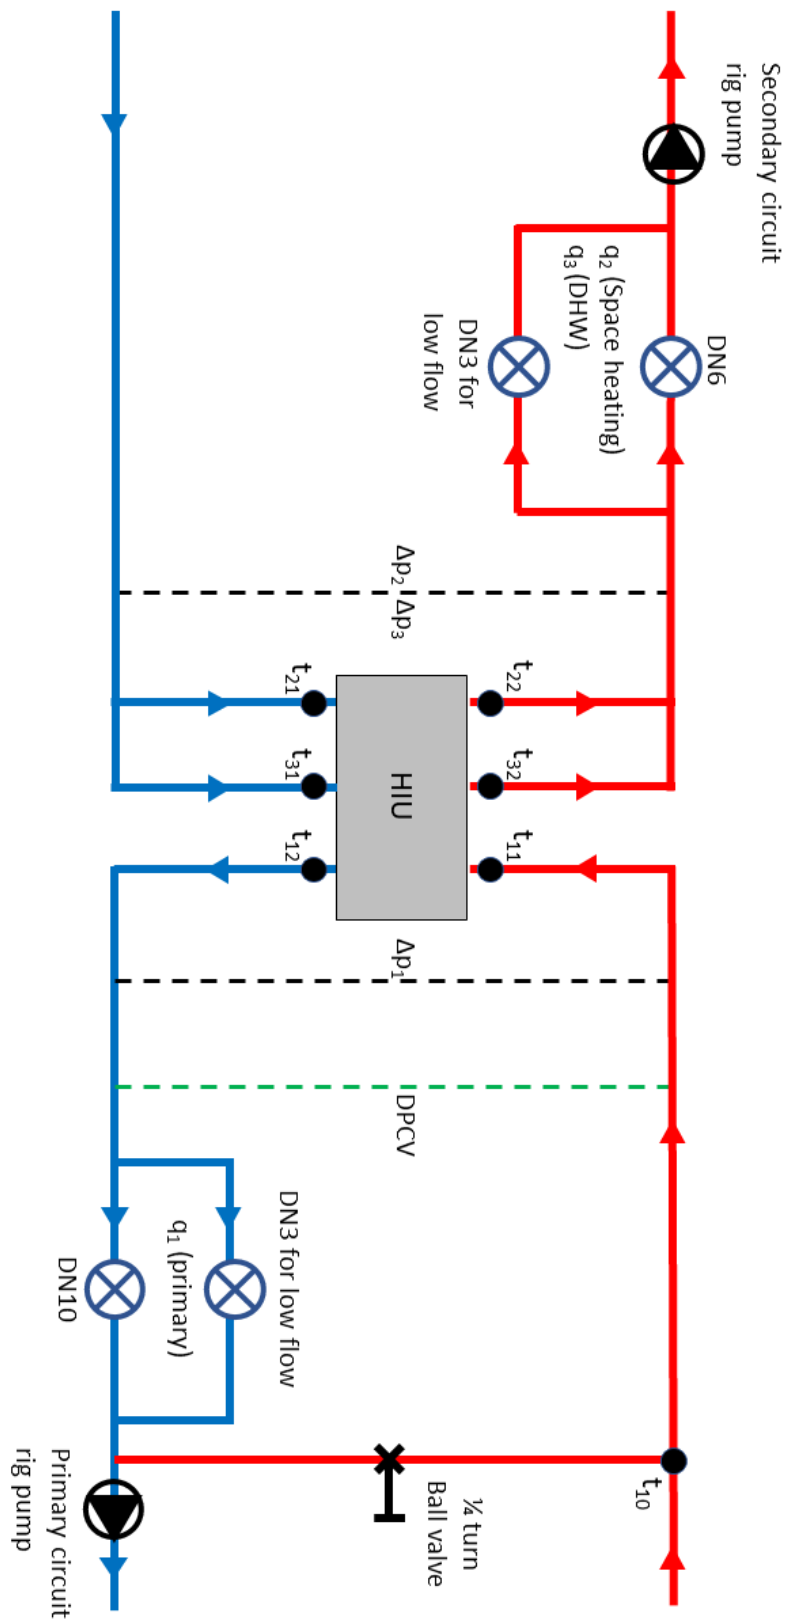 Secondary circuit
rig pump
DN6
q₂ (Space heating)
q₃ (DHW)
DN3 for
low flow
Δp₂ Δp₃
t₂₂
t₂₁
t₃₂
t₃₁
HIU
t₁₁
t₁₂
Δp₁
DPCV
DN3 for low flow
q₁ (primary)
DN10
t₁₀
¼ turn
Ball valve
Primary circuit
rig pump